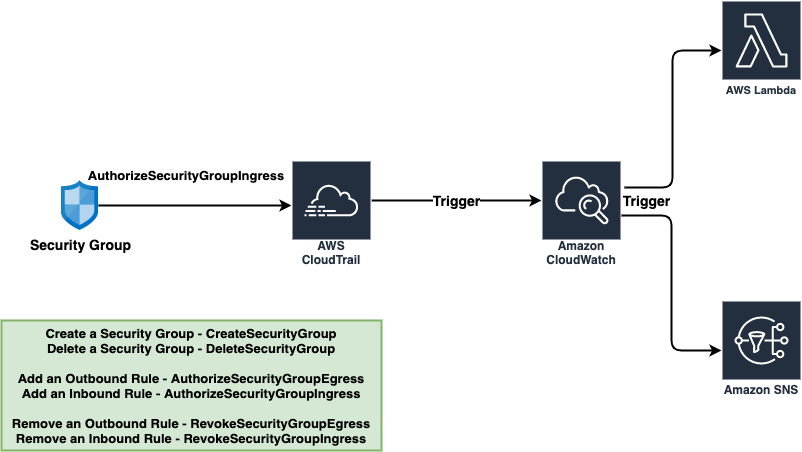 AWS Lambda
AuthorizeSecurityGroupIngress
Trigger
Trigger
Security Group
AWS
CloudTrail
Amazon
CloudWatch
Create a Security Group - CreateSecurityGroup
Delete a Security Group - DeleteSecurityGroup
Add an Outbound Rule - AuthorizeSecurityGroupEgress
Add an Inbound Rule - AuthorizeSecurityGroupIngress
Remove an Outbound Rule - RevokeSecurityGroupEgress
Remove an Inbound Rule - RevokeSecurityGroupIngress
Amazon SNS